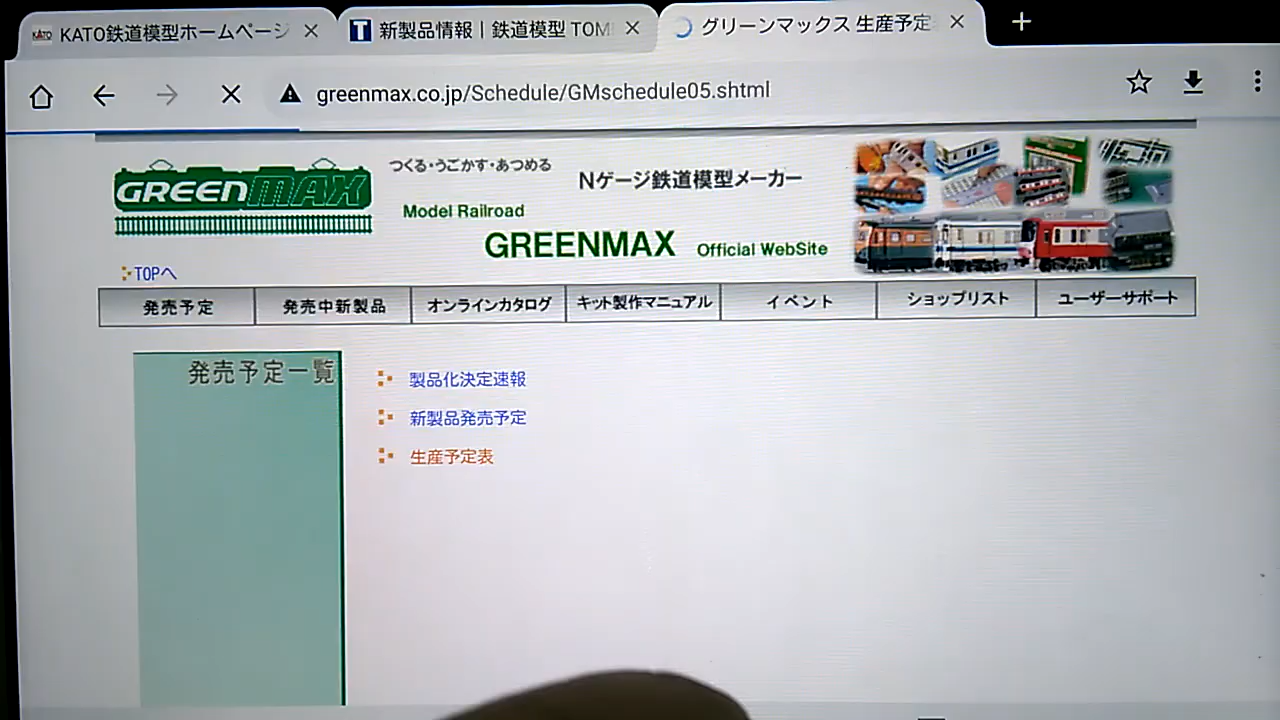 KATO KATO鉄道模型ホームページ
T 新製品情報｜鉄道模型 TOM
グリーンマックス 生産予定
greenmax.co.jp/Schedule/GMschedule05.shtml
GREENMAX
つくる・うごかす・あつめる
Nゲージ鉄道模型メーカー
Model Railroad
GREENMAX Official WebSite
TOPへ
発売予定 発売中新製品 オンラインカタログ キット製作マニュアル イベント ショップリスト ユーザーサポート
発売予定一覧
製品化決定速報
新製品発売予定
生産予定表